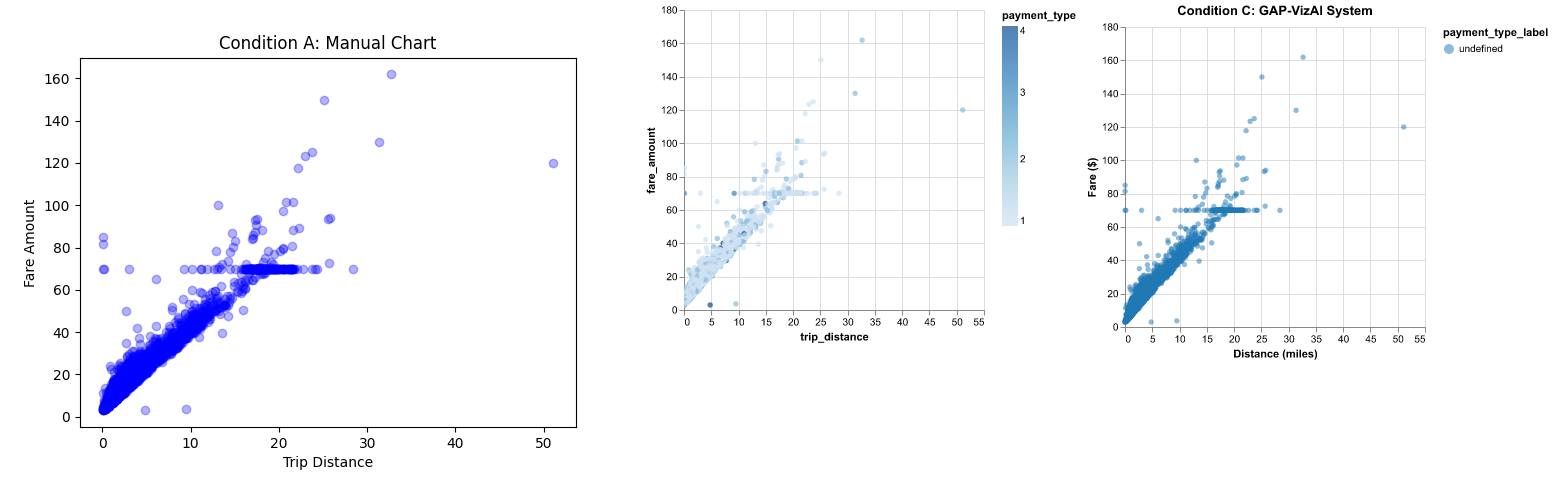 Condition A: Manual Chart
160
140
120
100
80
60
40
20
0
Fare Amount
0 10 20 30 40 50
Trip Distance
180
160
140
120
100
80
60
40
20
0
fare_amount
0 5 10 15 20 25 30 35 40 45 50 55
trip_distance
payment_type
4
3
2
1
Condition C: GAP-VizAI System
180
160
140
120
100
80
60
40
20
0
Fare ($)
0 5 10 15 20 25 30 35 40 45 50 55
Distance (miles)
payment_type_label
undefined